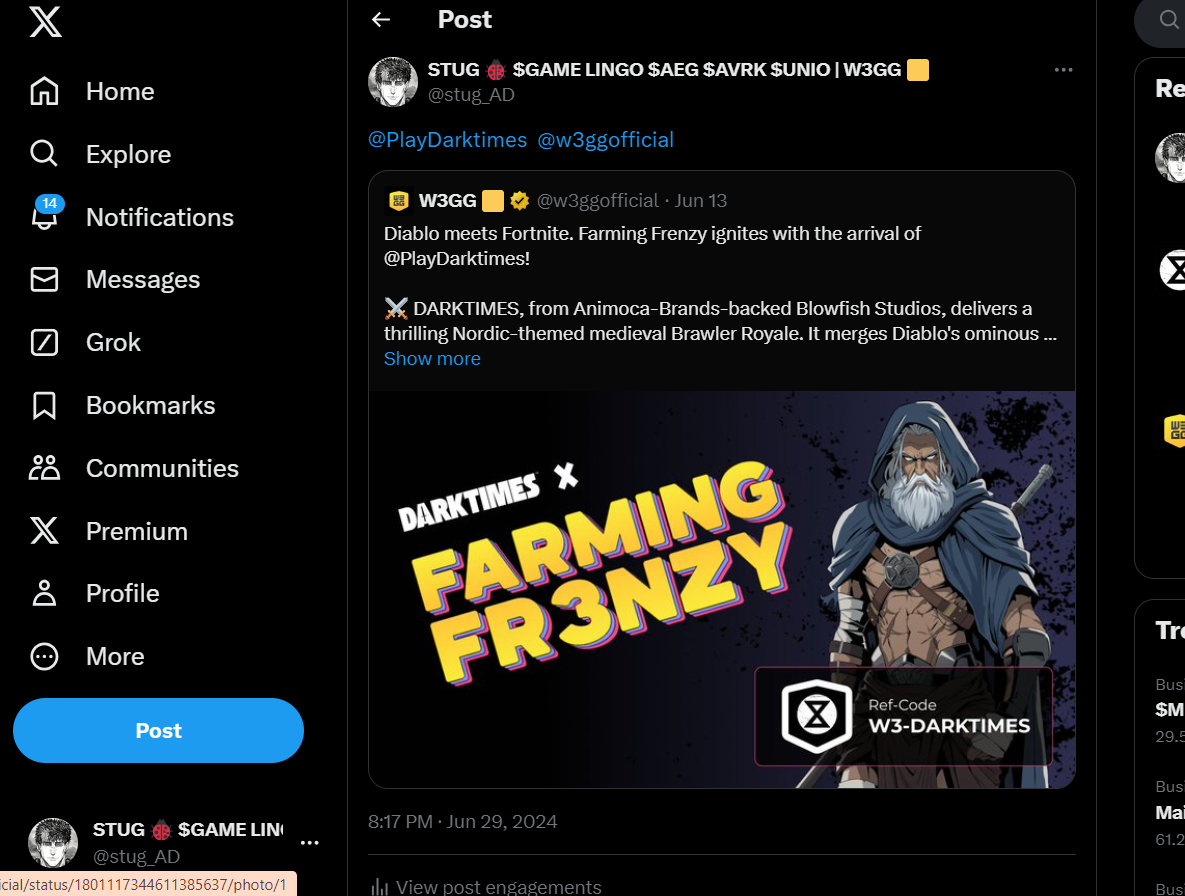 Post
STUG 🐞 $GAME LINGO $AEG $AVRK $UNIO | W3GG 🟨
@stug_AD
@PlayDarktimes @w3ggofficial
W3GG 🟨 @w3ggofficial · Jun 13
Diablo meets Fortnite. Farming Frenzy ignites with the arrival of
@PlayDarktimes!
⚔️ DARKTIMES, from Animoca-Brands-backed Blowfish Studios, delivers a
thrilling Nordic-themed medieval Brawler Royale. It merges Diablo's ominous ...
Show more
DARKTIMES X
FARMING
FR3NZY
Ref-Code
W3-DARKTIMES
8:17 PM · Jun 29, 2024
View post engagements
Home
Explore
14
Notifications
Messages
Grok
Bookmarks
Communities
Premium
Profile
More
Post
STUG 🐞 $GAME LIN
@stug_AD
icial/status/1801117344611385637/photo/1
Re
Tre
Busi
$M
29.5
Busi
Mai
61.2
Busi